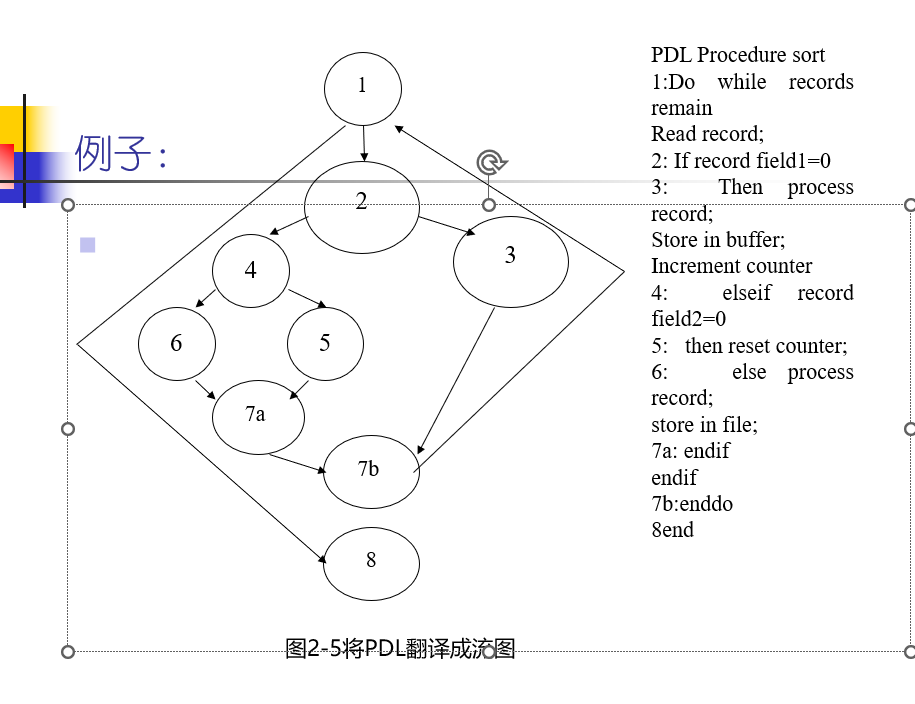 例子：
1
2
3
4
6
5
7a
7b
8
图2-5将PDL翻译成流图
PDL Procedure sort
1:Do while records
remain
Read record;
2: If record field1=0
3: Then process
record;
Store in buffer;
Increment counter
4: elseif record
field2=0
5: then reset counter;
6: else process
record;
store in file;
7a: endif
endif
7b:enddo
8end